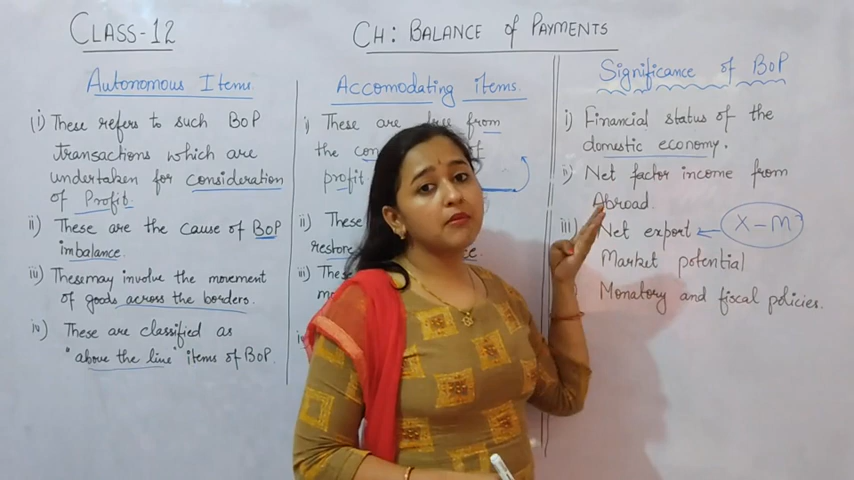 CLASS-12
CH: BALANCE of PAYMENTS
Autonomous Items.
(i) These refers to such BoP
transactions which are
undertaken for consideration
of Profit.
ii) These are the cause of BoP
imbalance.
iii) These may involve the movement
of goods across the borders.
iv) These are classified as
"above the line" items of BoP.
Accomodating items.
i) These are from
the
profit.
ii) These
restore
iii) These
Significance of BoP
i) Financial status of the
domestic economy.
ii) Net factor income from
Abroad.
iii) Net export ← X-M
Market potential
Monatory and fiscal policies.